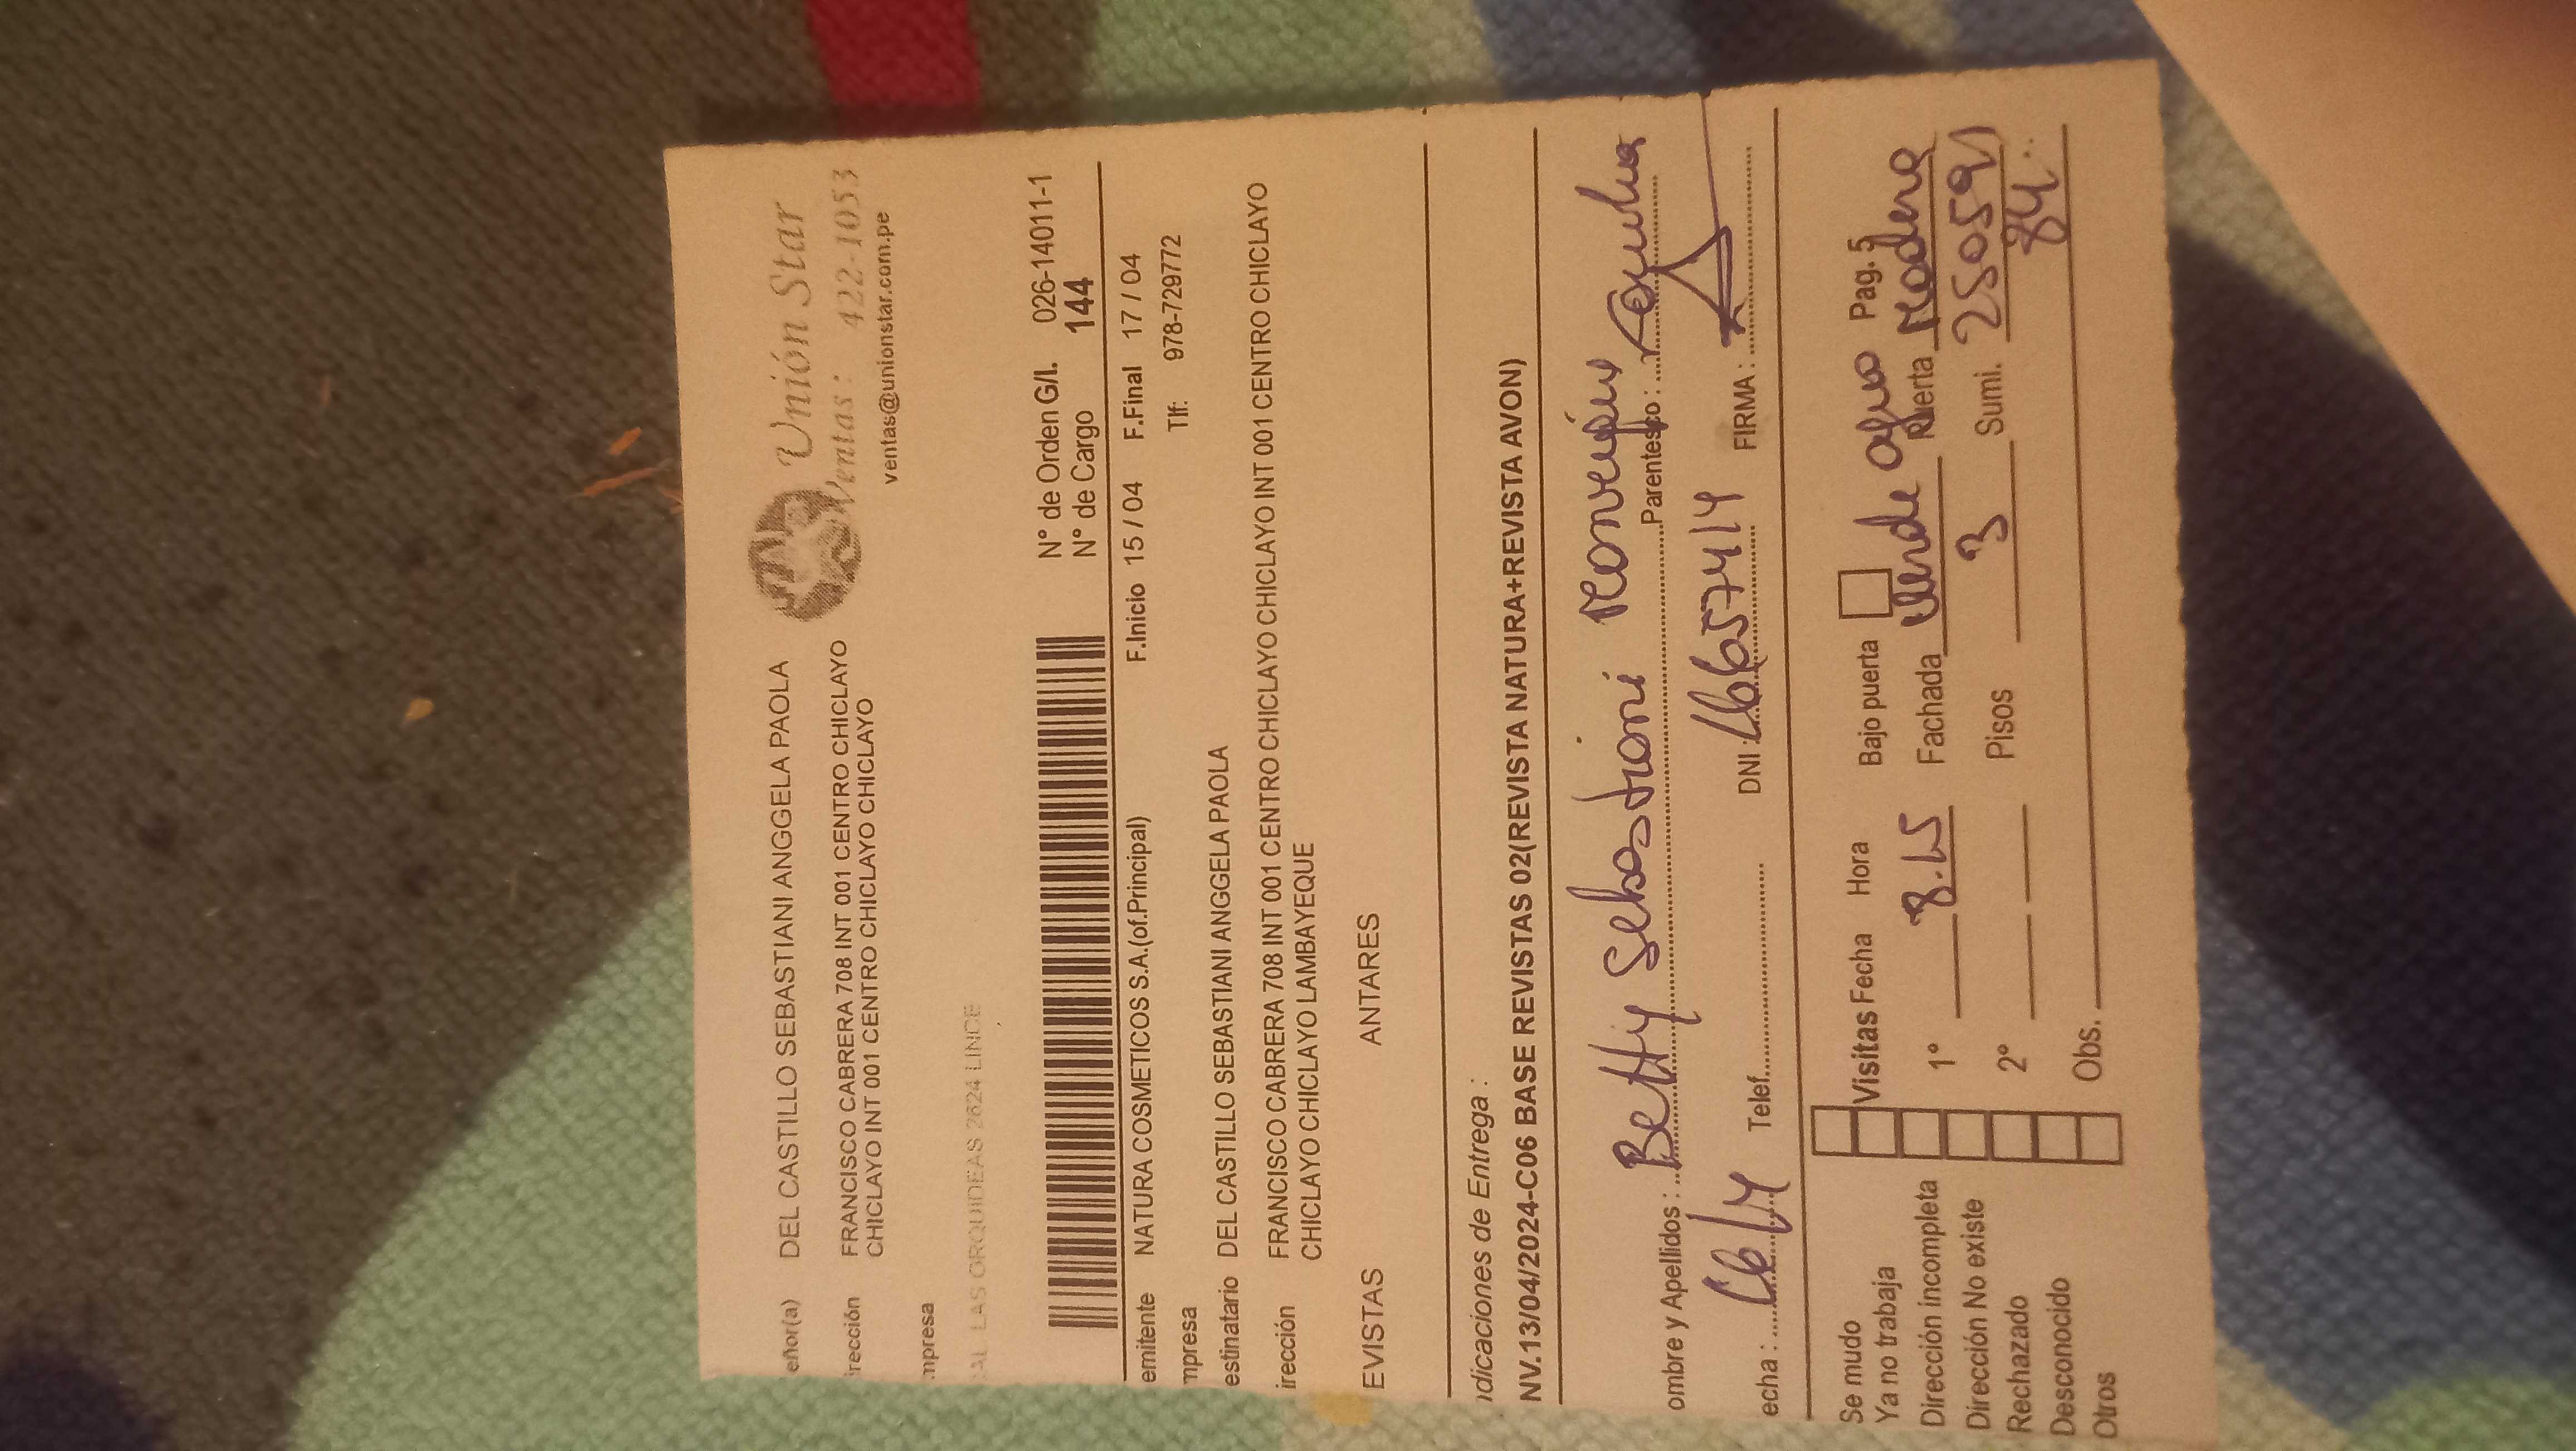 Unión Star
Ventas: 422-1053
ventas@unionstar.com.pe
eñor(a) DEL CASTILLO SEBASTIANI ANGGELA PAOLA
irección FRANCISCO CABRERA 708 INT 001 CENTRO CHICLAYO
CHICLAYO INT 001 CENTRO CHICLAYO CHICLAYO
mpresa
LAS ORQUIDEAS 2624 LINCE
N° de Orden G/I. 026-14011-1
N° de Cargo 144
emitente NATURA COSMETICOS S.A.(of.Principal) F.Inicio 15 / 04 F.Final 17 / 04
mpresa Tlf: 978-729772
estinatario DEL CASTILLO SEBASTIANI ANGGELA PAOLA
irección FRANCISCO CABRERA 708 INT 001 CENTRO CHICLAYO CHICLAYO CHICLAYO INT 001 CENTRO CHICLAYO
CHICLAYO CHICLAYO LAMBAYEQUE
EVISTAS ANTARES
ndicaciones de Entrega :
NV.13/04/2024-C06 BASE REVISTAS 02(REVISTA NATURA+REVISTA AVON)
ombre y Apellidos : Betty Sebastiani
Parentesco :
echa : Telef. DNI: 16657414 FIRMA :
Se mudo
Ya no trabaja
Dirección incompleta
Dirección No existe
Rechazado
Desconocido
Otros
Visitas Fecha Hora Bajo puerta Pag. 5
1° 8.15 Fachada Verde agua Puerta Madera
2° Pisos 3 Sumi. 250592
84
Obs.